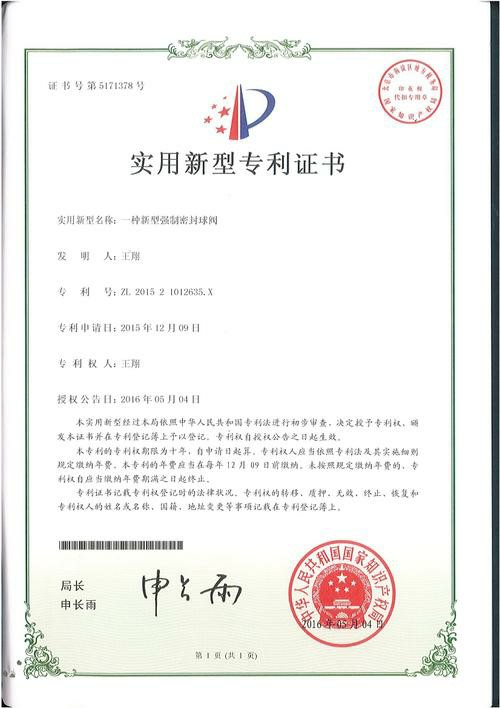 证书号第5171378号
实用新型专利证书
实用新型名称：一种新型强制密封球阀
发 明 人：王翔
专 利 号：ZL 2015 2 1012635.X
专利申请日：2015年12月09日
专 利 权 人：王翔
授权公告日：2016年05月04日
本实用新型经过本局依照中华人民共和国专利法进行初步审查，决定授予专利权，颁
发本证书并在专利登记簿上予以登记。专利权自授权公告之日起生效。
本专利的专利权期限为十年，自申请日起算。专利权人应当依照专利法及其实施细则
规定缴纳年费。本专利的年费应当在每年12月09日前缴纳。未按照规定缴纳年费的，专
利权自应当缴纳年费期满之日起终止。
专利证书记载专利权登记时的法律状况。专利权的转移、质押、无效、终止、恢复和
专利权人的姓名或名称、国籍、地址变更等事项记载在专利登记簿上。
局长
申长雨
申长雨
中华人民共和国国家知识产权局
2016年05月04日
第1页（共1页）